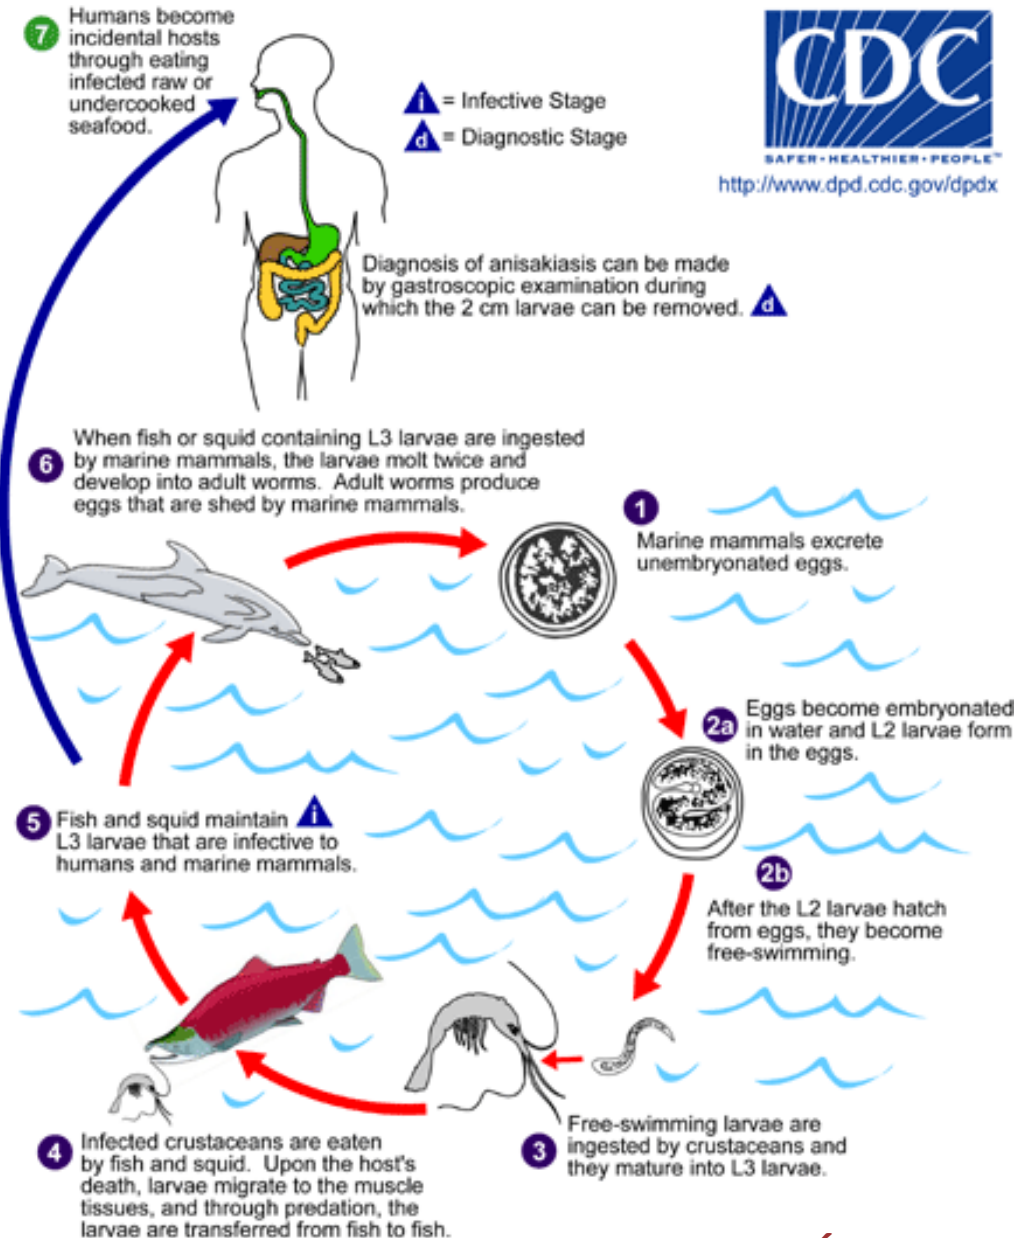 7
Humans become
incidental hosts
through eating
infected raw or
undercooked
seafood.
i = Infective Stage
d = Diagnostic Stage
CDC
SAFER•HEALTHIER•PEOPLE™
http://www.dpd.cdc.gov/dpdx
Diagnosis of anisakiasis can be made
by gastroscopic examination during
which the 2 cm larvae can be removed. d
6
When fish or squid containing L3 larvae are ingested
by marine mammals, the larvae molt twice and
develop into adult worms. Adult worms produce
eggs that are shed by marine mammals.
1
Marine mammals excrete
unembryonated eggs.
2a
Eggs become embryonated
in water and L2 larvae form
in the eggs.
2b
After the L2 larvae hatch
from eggs, they become
free-swimming.
5
Fish and squid maintain i
L3 larvae that are infective to
humans and marine mammals.
3
Free-swimming larvae are
ingested by crustaceans and
they mature into L3 larvae.
4
Infected crustaceans are eaten
by fish and squid. Upon the host's
death, larvae migrate to the muscle
tissues, and through predation, the
larvae are transferred from fish to fish.